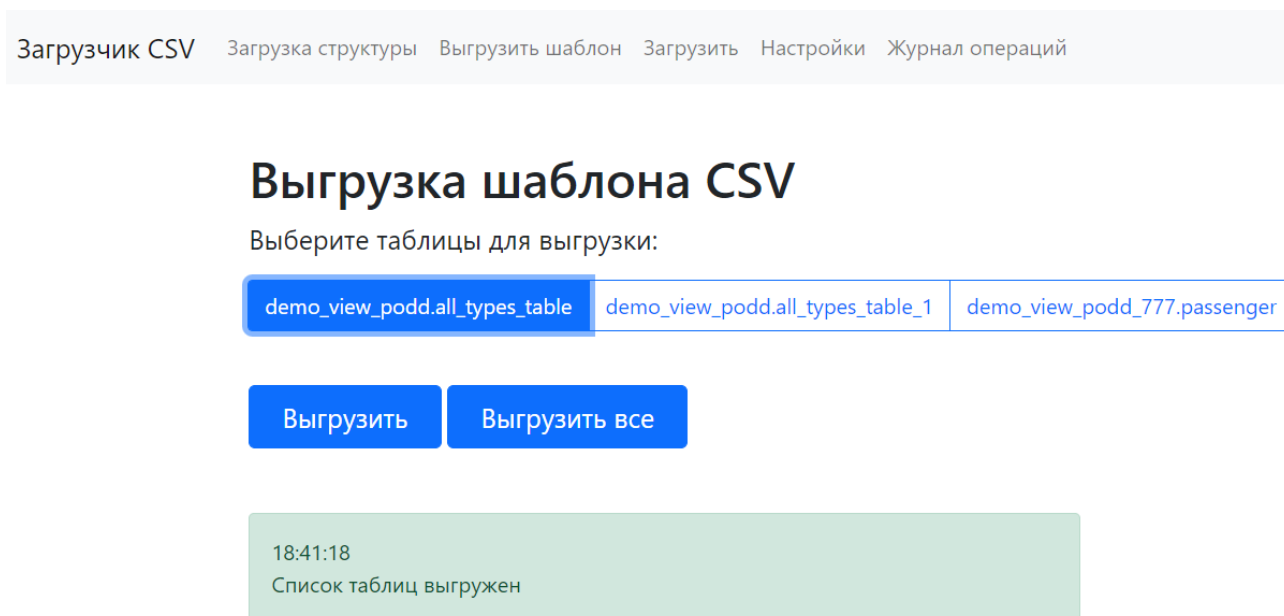 Загрузчик CSV Загрузка структуры Выгрузить шаблон Загрузить Настройки Журнал операций
Выгрузка шаблона CSV
Выберите таблицы для выгрузки:
demo_view_podd.all_types_table demo_view_podd.all_types_table_1 demo_view_podd_777.passenger
Выгрузить Выгрузить все
18:41:18
Список таблиц выгружен